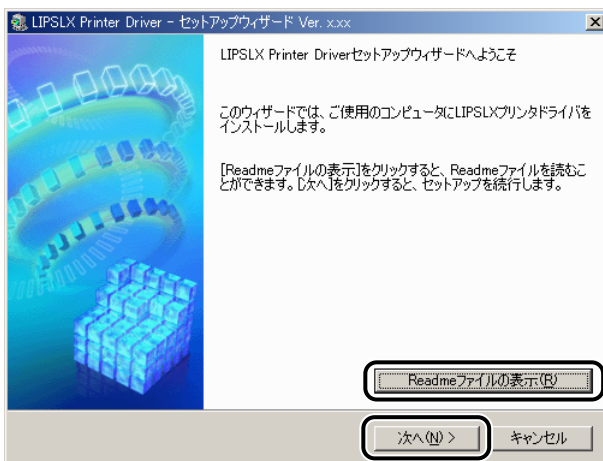 LIPSLX Printer Driver - セットアップウィザード Ver. x.xx
LIPSLX Printer Driverセットアップウィザードへようこそ
このウィザードでは、ご使用のコンピュータにLIPSLXプリンタドライバを
インストールします。
[Readmeファイルの表示]をクリックすると、Readmeファイルを読むこ
とができます。[次へ]をクリックすると、セットアップを続行します。
Readmeファイルの表示(R)
次へ(N) >
キャンセル